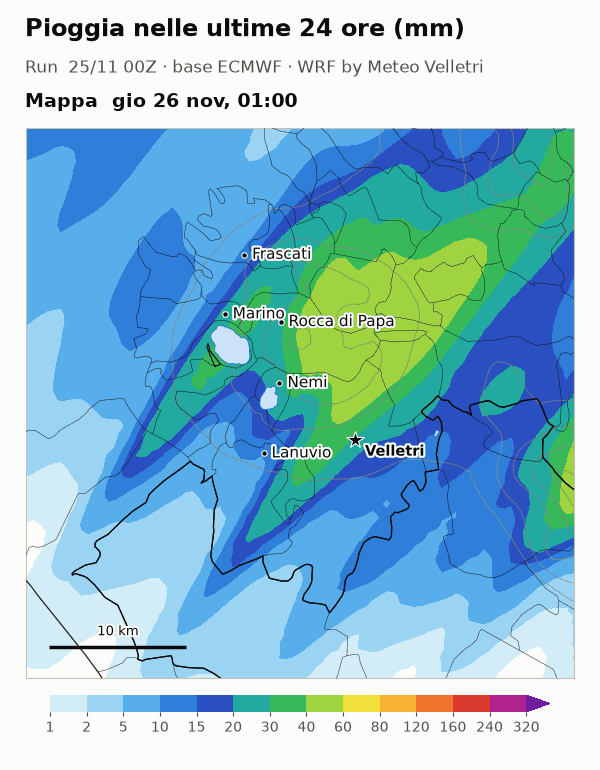 Pioggia nelle ultime 24 ore (mm)
Run  25/11 00Z · base ECMWF · WRF by Meteo Velletri
Mappa  gio 26 nov, 01:00
Frascati
Marino
Rocca di Papa
Nemi
Velletri
Lanuvio
10 km
1 2 5 10 15 20 30 40 60 80 120 160 240 320